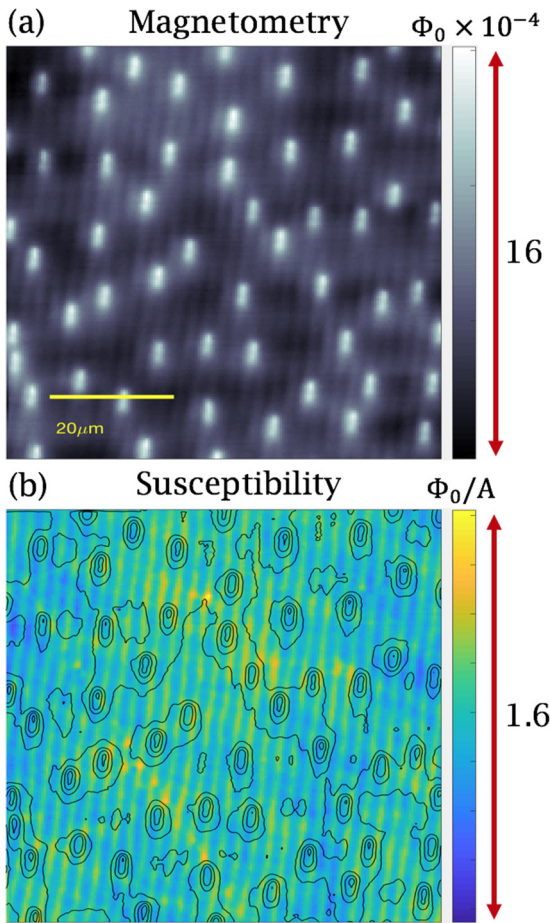 (a) Magnetometry Φ₀ × 10⁻⁴
16
20μm
(b) Susceptibility Φ₀/A
1.6